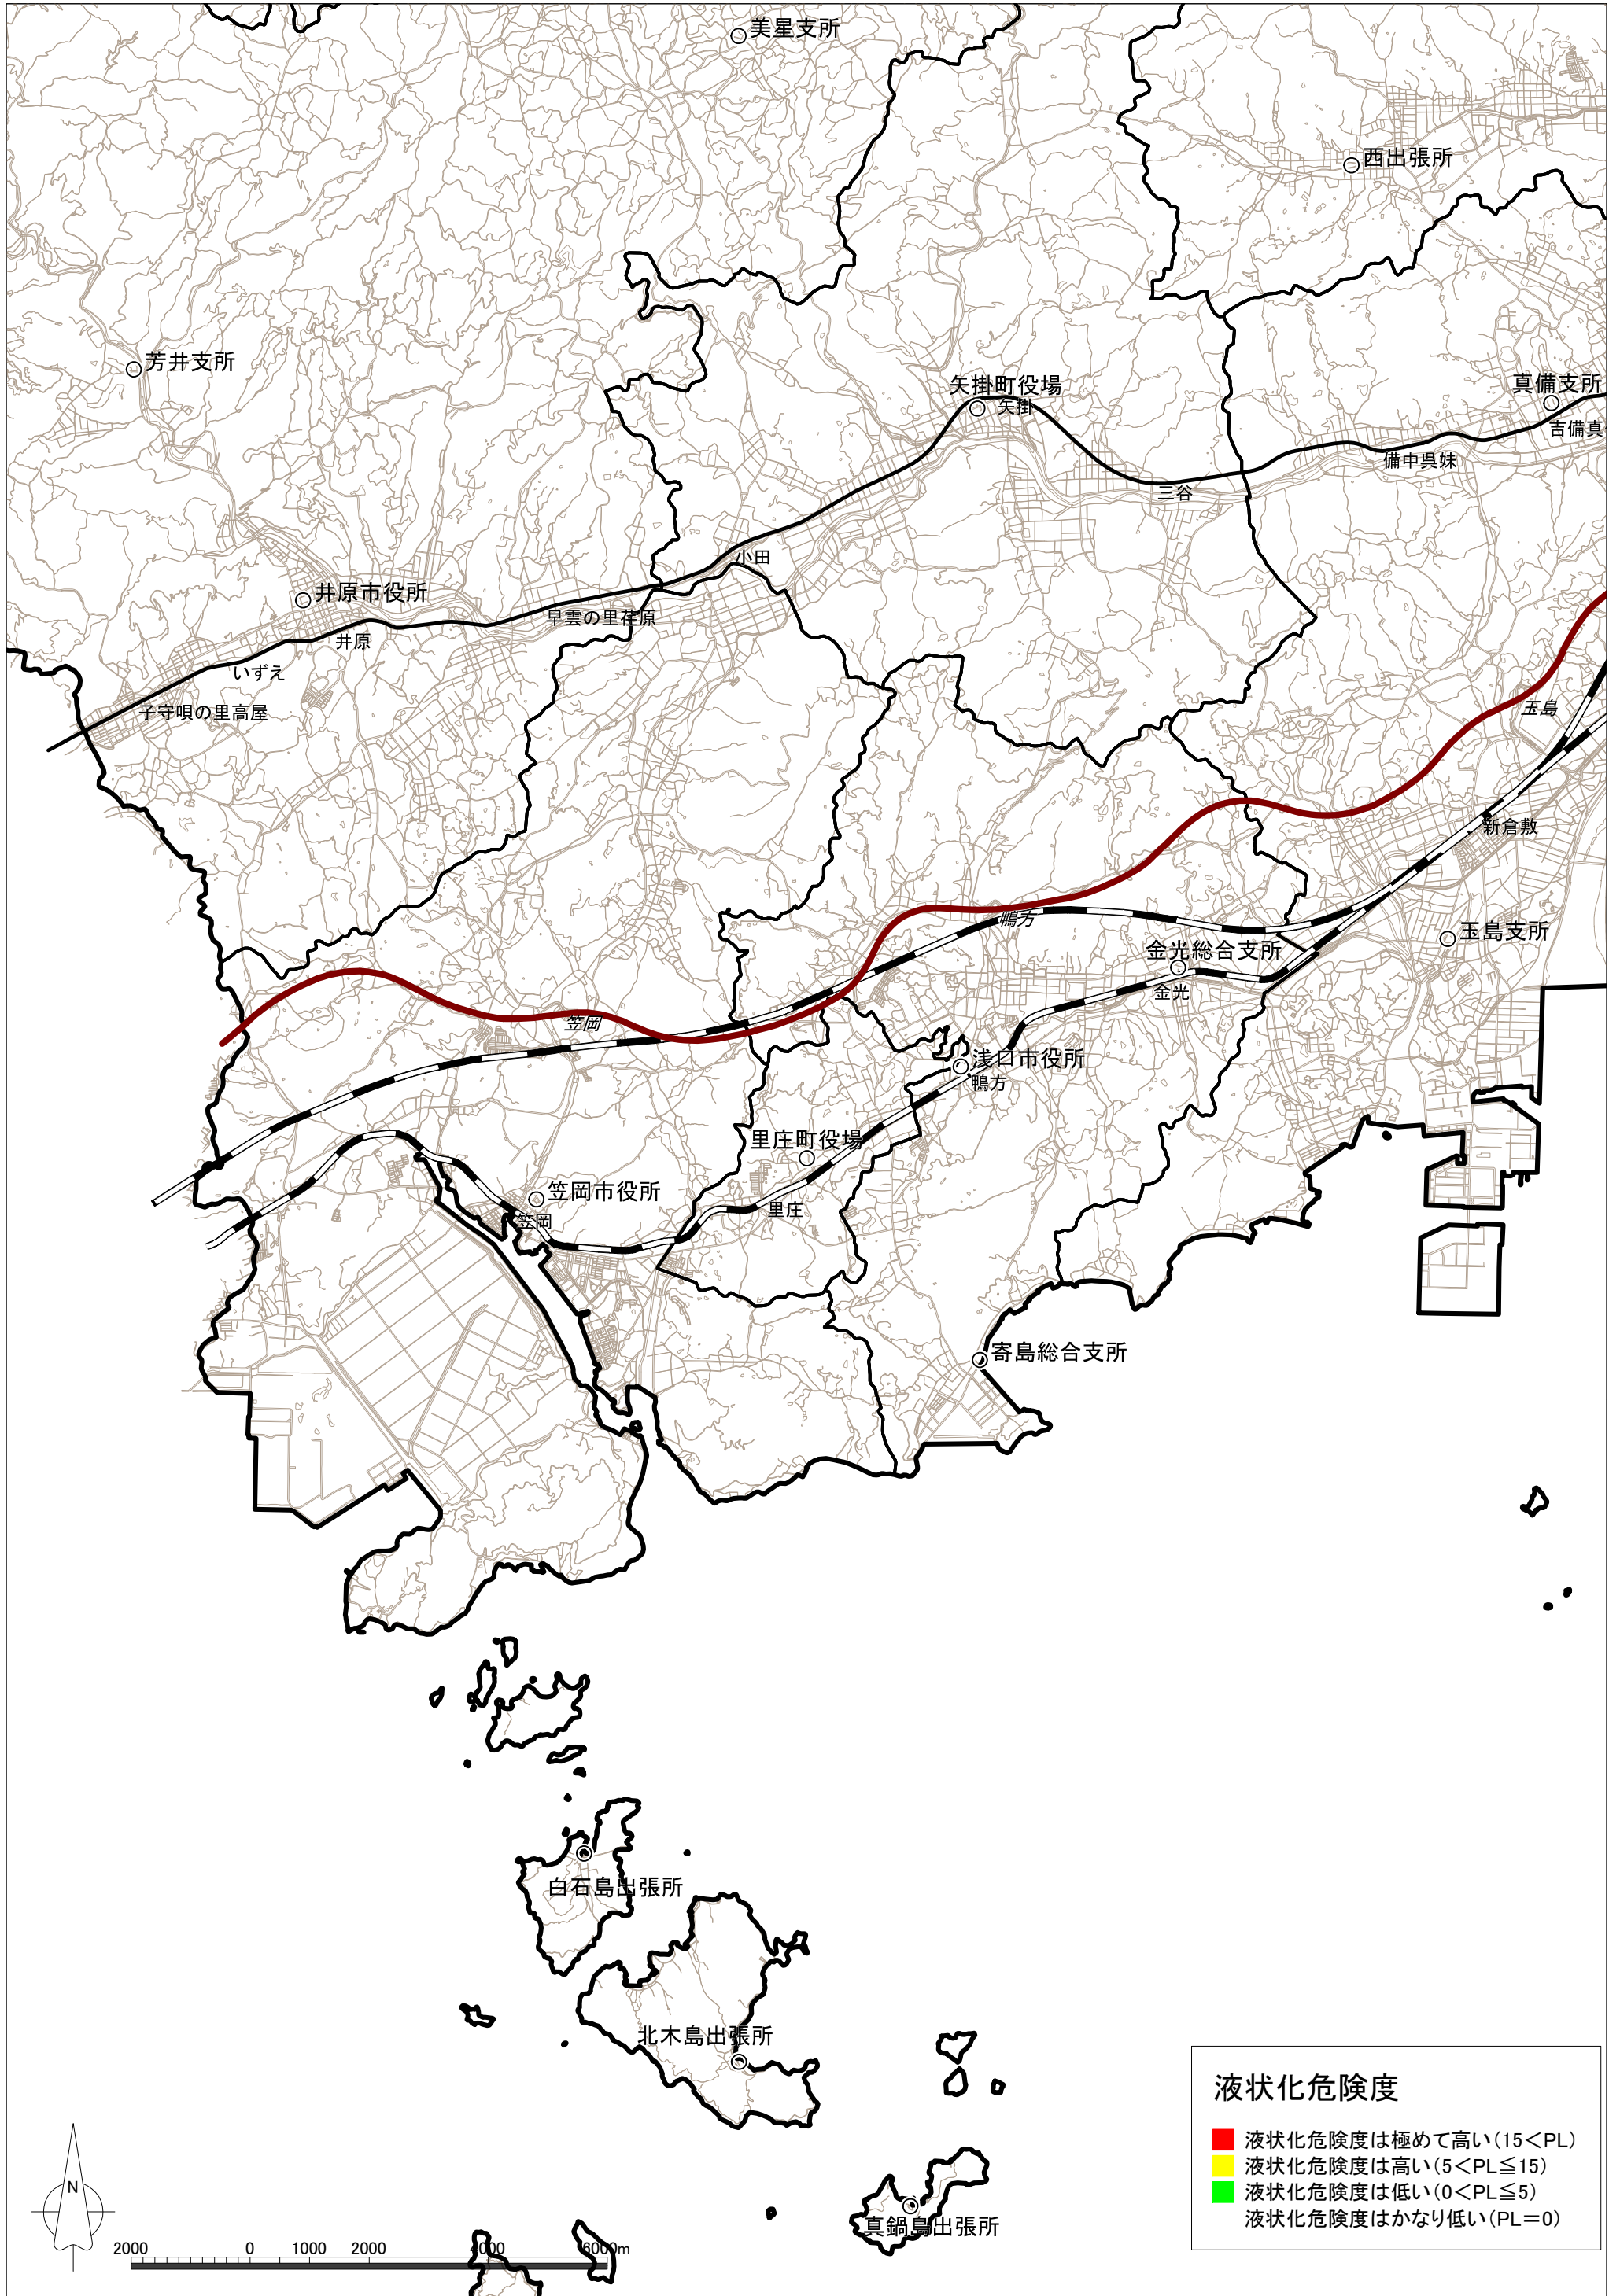 美星支所
西出張所
芳井支所
矢掛町役場
矢掛
真備支所
吉備真
備中呉妹
三谷
小田
井原市役所
早雲の里荏原
井原
いずえ
子守唄の里高屋
玉島
新倉敷
鴨方
玉島支所
金光総合支所
金光
笠岡
浅口市役所
鴨方
里庄町役場
笠岡市役所
里庄
笠岡
寄島総合支所
白石島出張所
北木島出張所
真鍋島出張所
液状化危険度
液状化危険度は極めて高い(15<PL)
液状化危険度は高い(5<PL≦15)
液状化危険度は低い(0<PL≦5)
液状化危険度はかなり低い(PL=0)
N
2000 0 1000 2000 4000 6000m